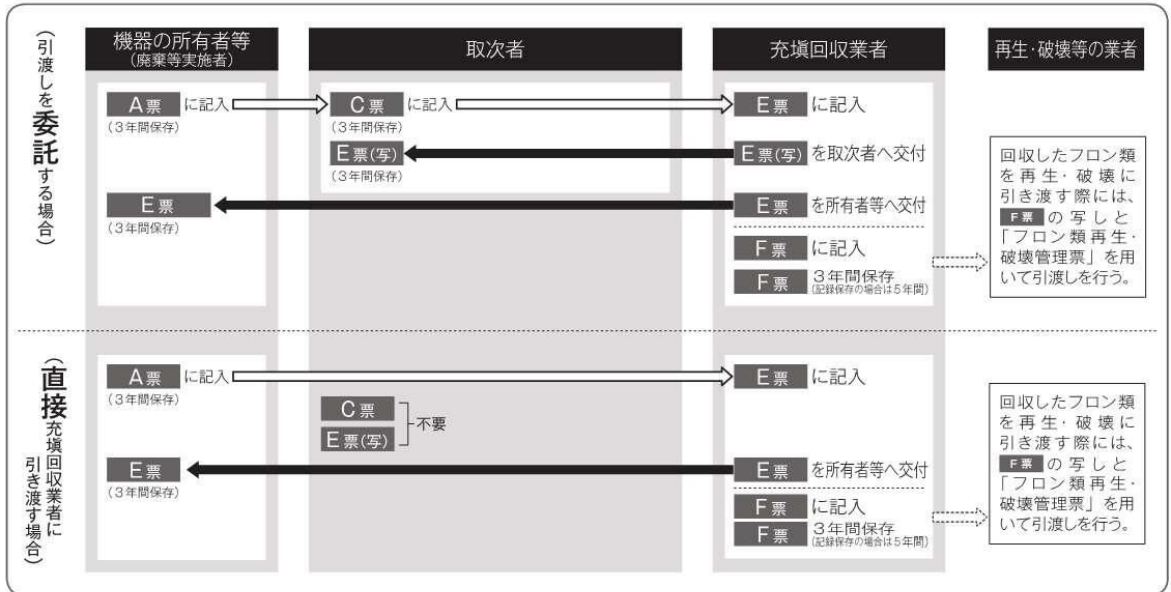 機器の所有者等
(廃棄等実施者)
取次者
充塡回収業者
再生・破壊等の業者
(引渡しを委託する場合)
A票 に記入
(3年間保存)
C票 に記入
(3年間保存)
E票 に記入
E票(写)
(3年間保存)
E票(写) を取次者へ交付
E票
(3年間保存)
E票 を所有者等へ交付
F票 に記入
F票 3年間保存
(記録保存の場合は5年間)
回収したフロン類
を再生・破壊に
引き渡す際には、
F票 の写しと
「フロン類再生・
破壊管理票」を用
いて引渡しを行う。
(直接充塡回収業者に
引き渡す場合)
A票 に記入
(3年間保存)
E票 に記入
C票
E票(写)
不要
E票
(3年間保存)
E票 を所有者等へ交付
F票 に記入
F票 3年間保存
(記録保存の場合は5年間)
回収したフロン類
を再生・破壊に
引き渡す際には、
F票 の写しと
「フロン類再生・
破壊管理票」を用
いて引渡しを行う。